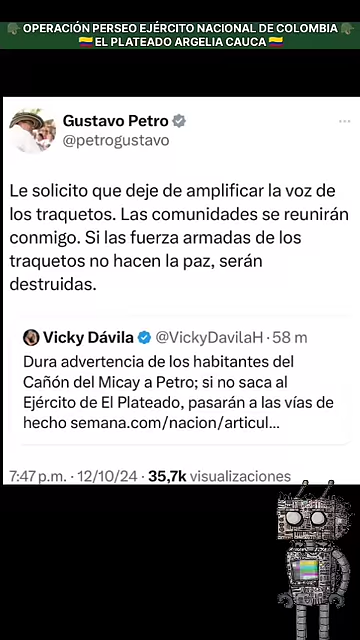 🪖 OPERACIÓN PERSEO EJÉRCITO NACIONAL DE COLOMBIA 🪖
🇨🇴 EL PLATEADO ARGELIA CAUCA 🇨🇴
Gustavo Petro
@petrogustavo
Le solicito que deje de amplificar la voz de
los traquetos. Las comunidades se reunirán
conmigo. Si las fuerza armadas de los
traquetos no hacen la paz, serán
destruidas.
Vicky Dávila @VickyDavilaH · 58 m
Dura advertencia de los habitantes del
Cañón del Micay a Petro; si no saca al
Ejército de El Plateado, pasarán a las vías de
hecho semana.com/nacion/articul...
7:47 p.m. · 12/10/24 · 35,7k visualizaciones